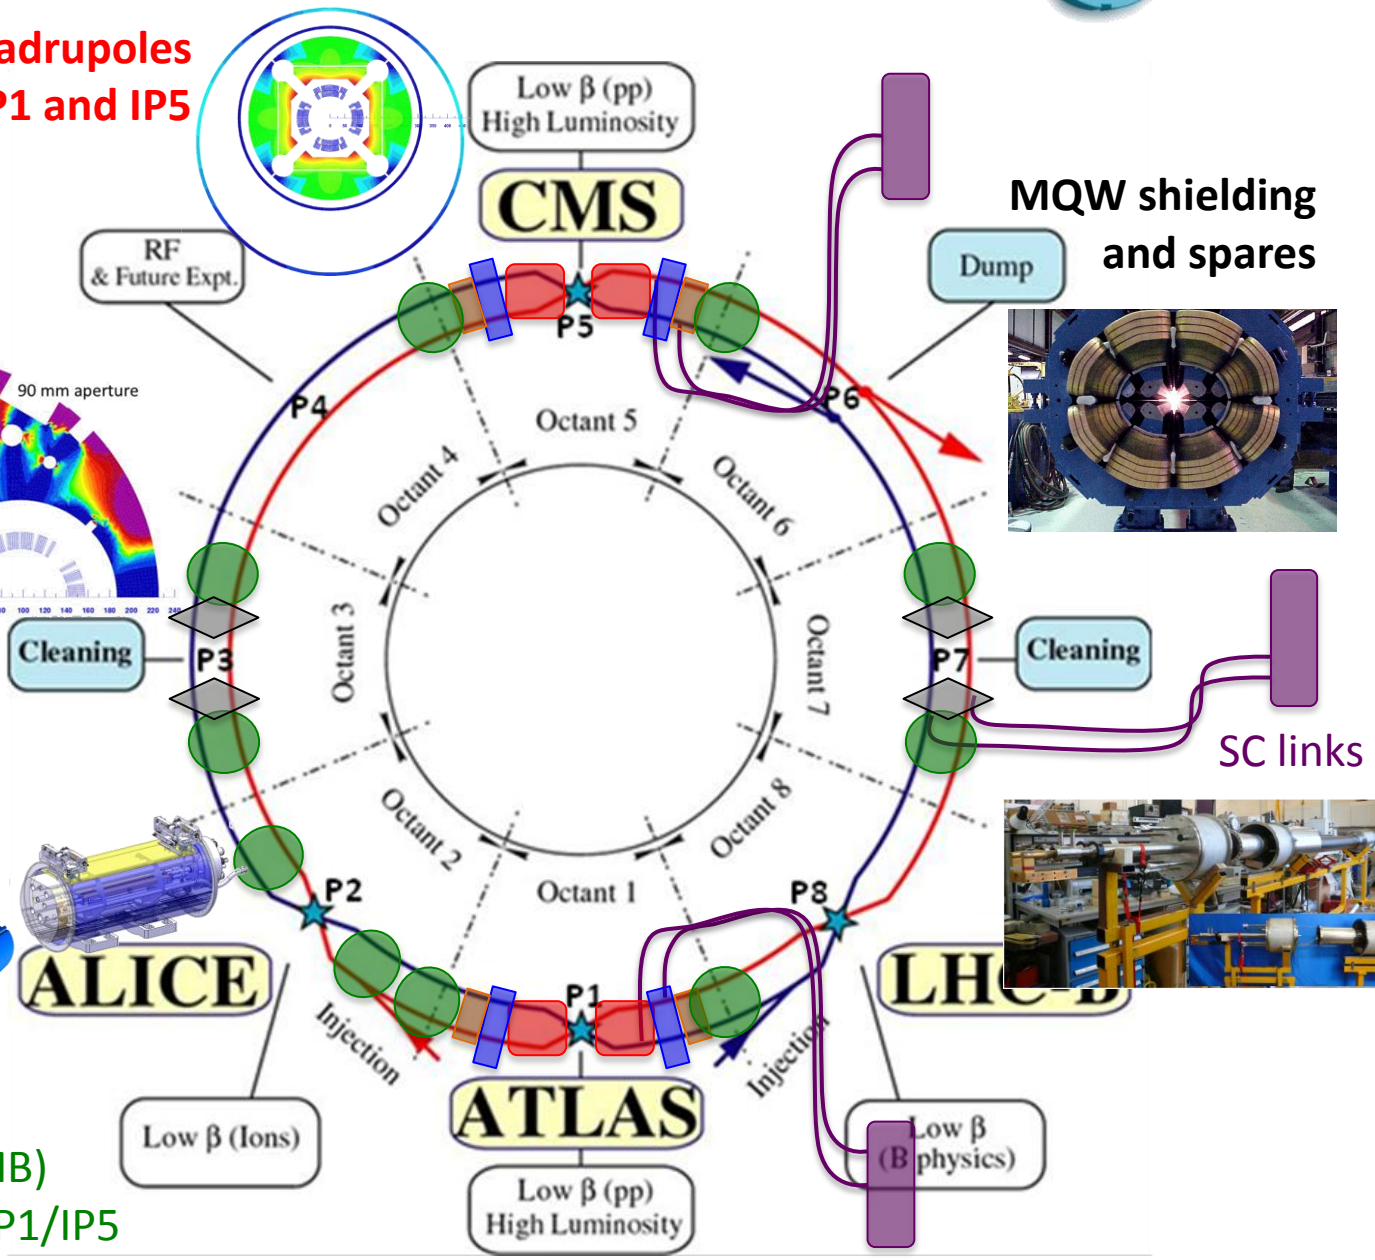 adrupoles
P1 and IP5
Low β (pp)
High Luminosity
CMS
MQW shielding
and spares
RF
& Future Expt.
Dump
P5
90 mm aperture
P4
P6
Octant 5
Octant 4
Octant 6
Cleaning
P3
Octant 3
Octant 7
P7
Cleaning
SC links
Octant 2
Octant 8
P2
Octant 1
P8
ALICE
P1
LHC-B
Injection
Injection
ATLAS
Low β (Ions)
Low β
(B physics)
IB)
P1/IP5
Low β (pp)
High Luminosity